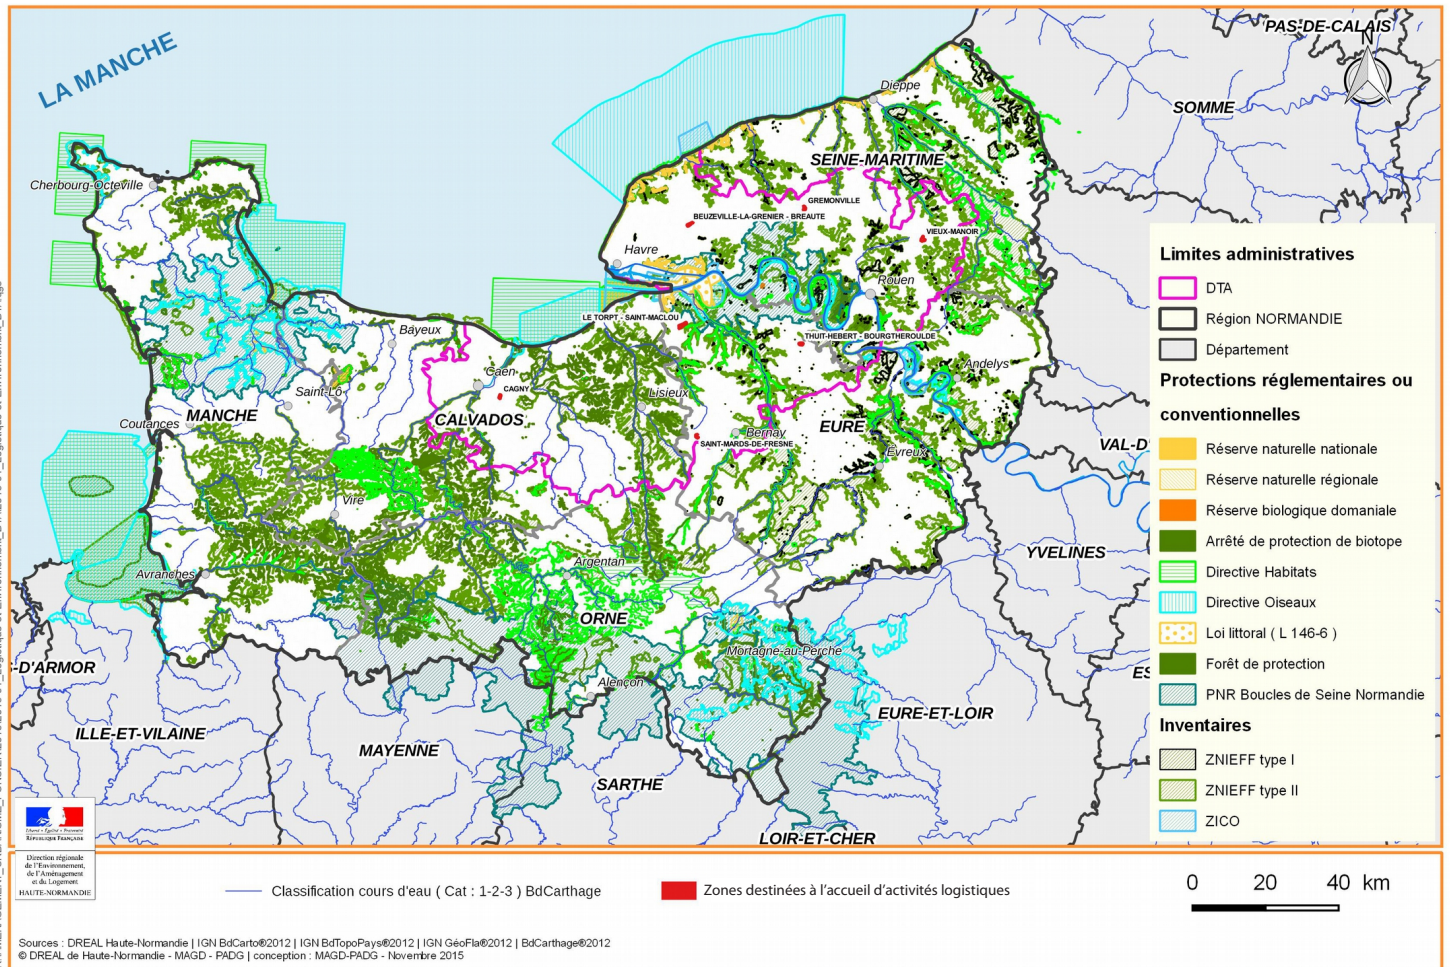 LA MANCHE
PAS-DE-CALAIS
N
SOMME
Dieppe
SEINE-MARITIME
Cherbourg-Octeville
GREMONVILLE
BEUZEVILLE-LA-GRENIER - BREAUTE
VIEUX-MANOIR
Havre
Rouen
LE TORPT - SAINT-MACLOU
THUIT-HEBERT - BOURGTHEROULDE
Bayeux
Andelys
Caen
CAGNY
Saint-Lô
Lisieux
MANCHE
CALVADOS
EURE
Coutances
Bernay
SAINT-MARDS-DE-FRESNE
Évreux
VAL-D'
Vire
YVELINES
Argentan
Avranches
ORNE
Mortagne-au-Perche
-D'ARMOR
ES
Alençon
EURE-ET-LOIR
ILLE-ET-VILAINE
MAYENNE
SARTHE
LOIR-ET-CHER
Limites administratives
DTA
Région NORMANDIE
Département
Protections réglementaires ou
conventionnelles
Réserve naturelle nationale
Réserve naturelle régionale
Réserve biologique domaniale
Arrêté de protection de biotope
Directive Habitats
Directive Oiseaux
Loi littoral ( L 146-6 )
Forêt de protection
PNR Boucles de Seine Normandie
Inventaires
ZNIEFF type I
ZNIEFF type II
ZICO
Liberté • Égalité • Fraternité
RÉPUBLIQUE FRANÇAISE
Direction régionale
de l'Environnement,
de l'Aménagement
et du Logement
HAUTE-NORMANDIE
Classification cours d'eau ( Cat : 1-2-3 ) BdCarthage
Zones destinées à l'accueil d'activités logistiques
0 20 40 km
Sources : DREAL Haute-Normandie | IGN BdCarto®2012 | IGN BdTopoPays®2012 | IGN GéoFla®2012 | BdCarthage®2012
© DREAL de Haute-Normandie - MAGD - PADG | conception : MAGD-PADG - Novembre 2015